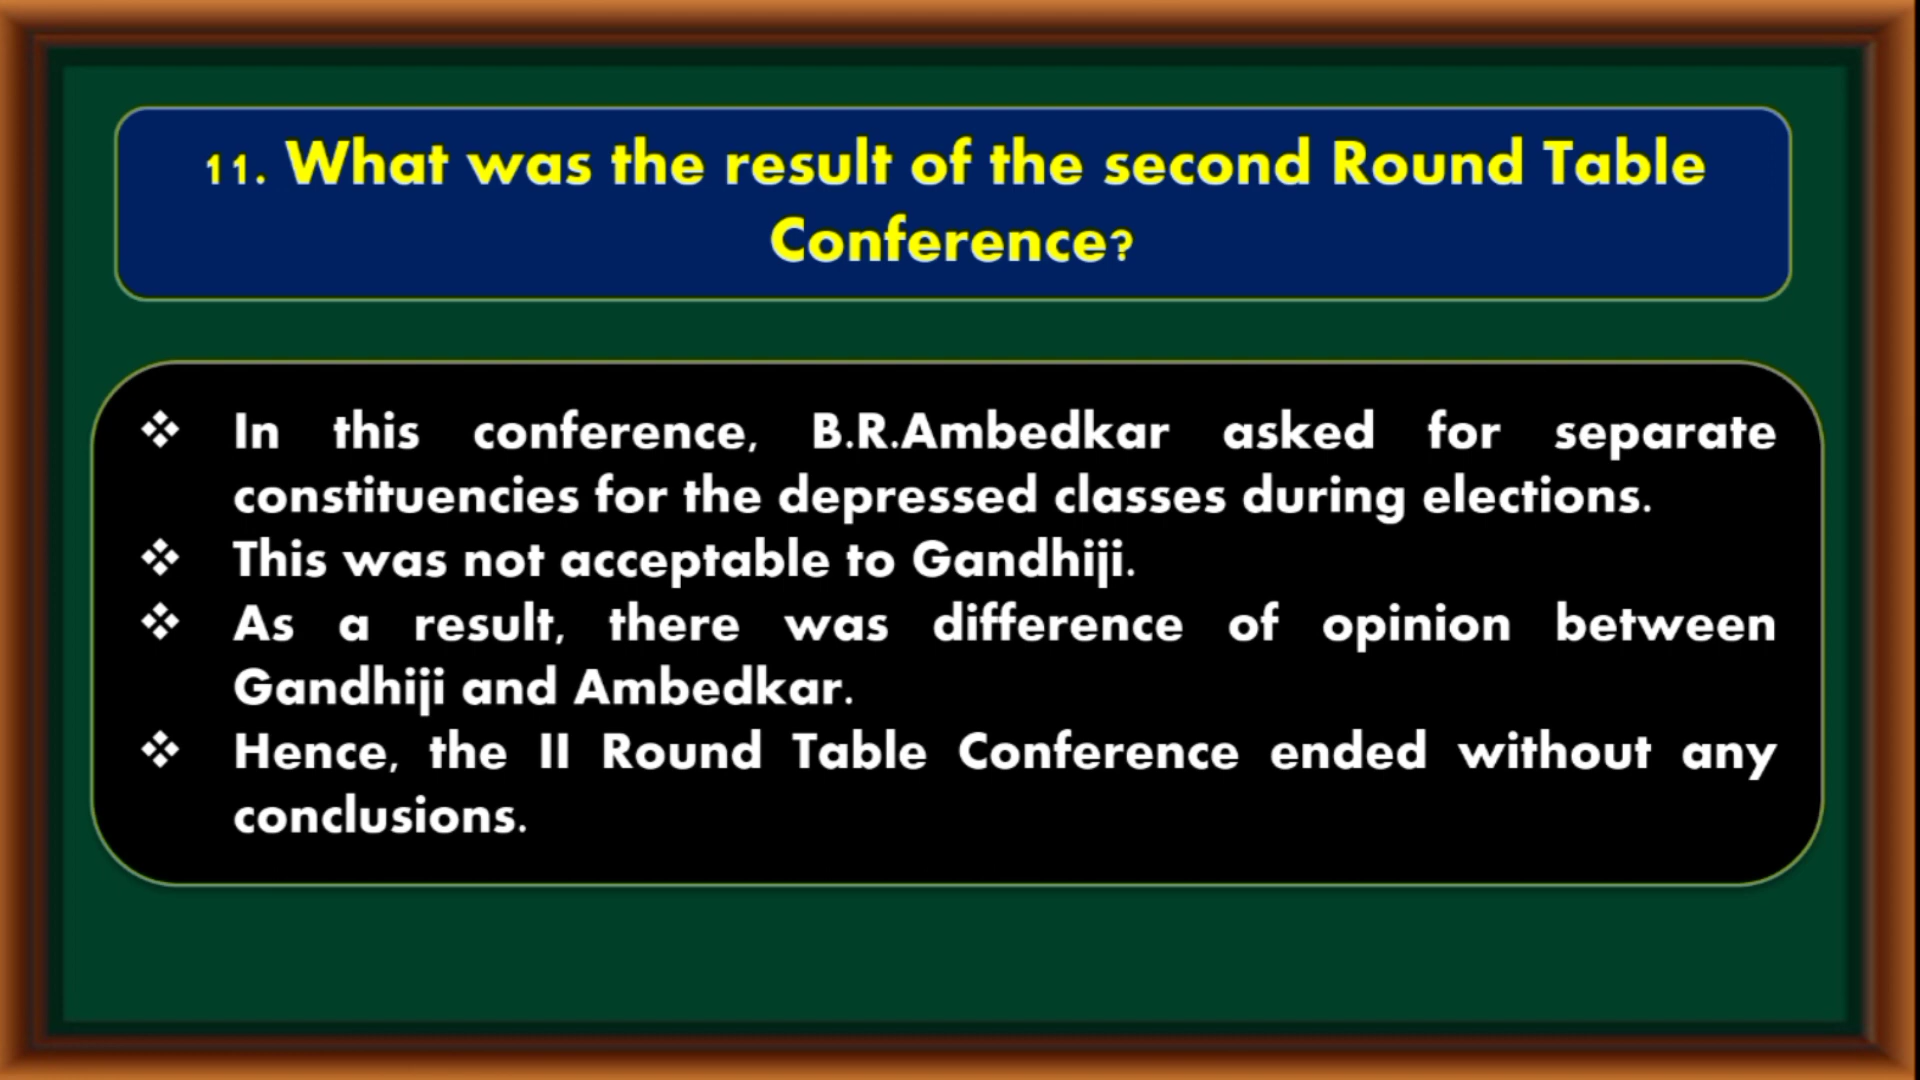 11. What was the result of the second Round Table
Conference?
❖ In this conference, B.R.Ambedkar asked for separate
constituencies for the depressed classes during elections.
❖ This was not acceptable to Gandhiji.
❖ As a result, there was difference of opinion between
Gandhiji and Ambedkar.
❖ Hence, the II Round Table Conference ended without any
conclusions.